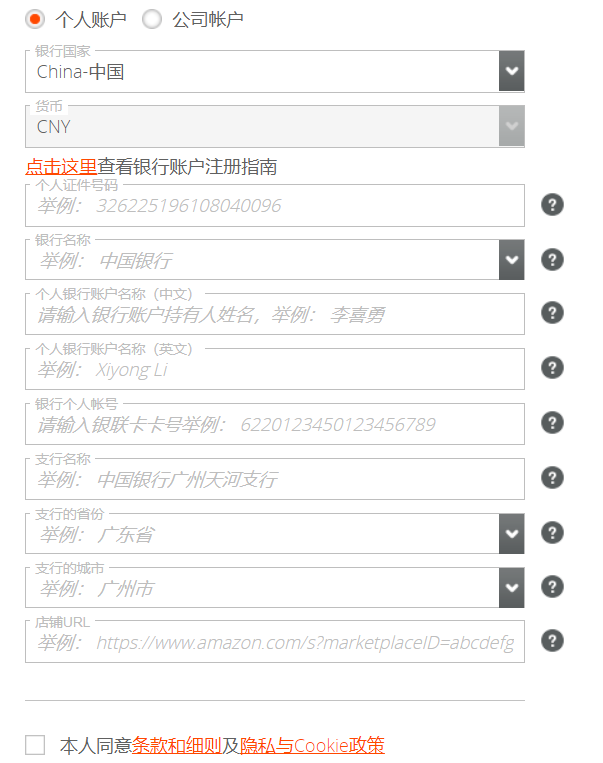 个人账户 公司帐户
银行国家
China-中国
货币
CNY
点击这里查看银行账户注册指南
个人证件号码
举例： 326225196108040096
银行名称
举例： 中国银行
个人银行账户名称（中文）
请输入银行账户持有人姓名，举例： 李喜勇
个人银行账户名称（英文）
举例： Xiyong Li
银行个人帐号
请输入银联卡卡号举例： 6220123450123456789
支行名称
举例： 中国银行广州天河支行
支行的省份
举例： 广东省
支行的城市
举例： 广州市
店铺URL
举例： https://www.amazon.com/s?marketplaceID=abcdefg
本人同意条款和细则及隐私与Cookie政策